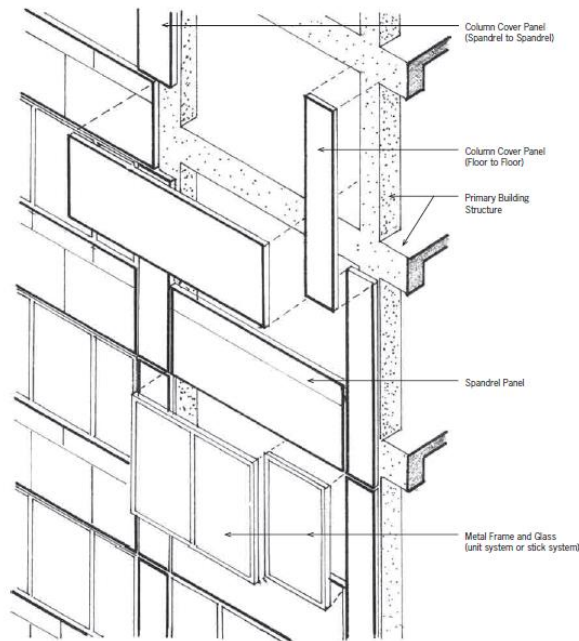 Column Cover Panel
(Spandrel to Spandrel)
Column Cover Panel
(Floor to Floor)
Primary Building
Structure
Spandrel Panel
Metal Frame and Glass
(unit system or stick system)